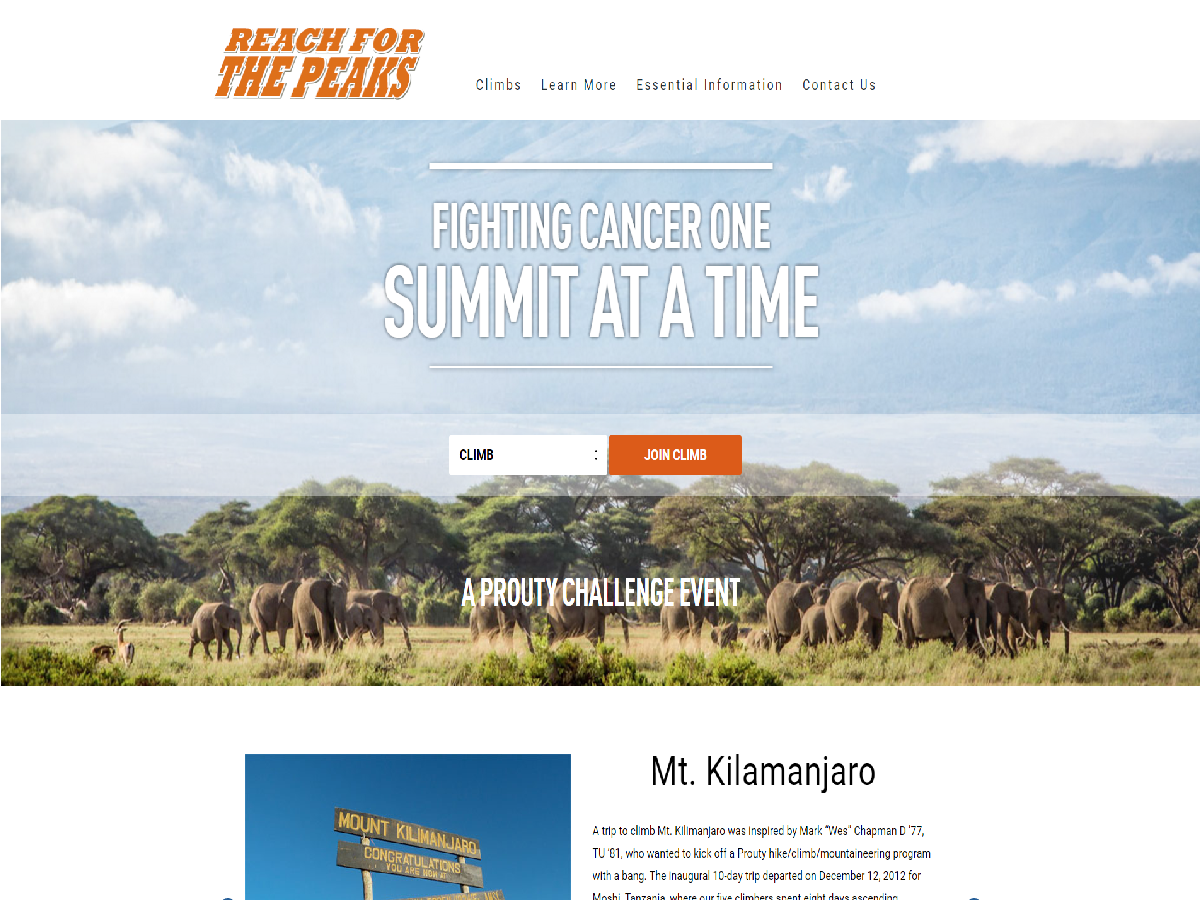 REACH FOR
THE PEAKS
Climbs Learn More Essential Information Contact Us
FIGHTING CANCER ONE
SUMMIT AT A TIME
CLIMB
JOIN CLIMB
A PROUTY CHALLENGE EVENT
Mt. Kilamanjaro
MOUNT KILIMANJARO
CONGRATULATIONS
YOU ARE NOW AT
A trip to climb Mt. Kilimanjaro was inspired by Mark “Wes” Chapman D ’77,
TU ’81, who wanted to kick off a Prouty hike/climb/mountaineering program
with a bang. The inaugural 10-day trip departed on December 12, 2012 for
Moshi, Tanzania, where our five climbers spent eight days ascending